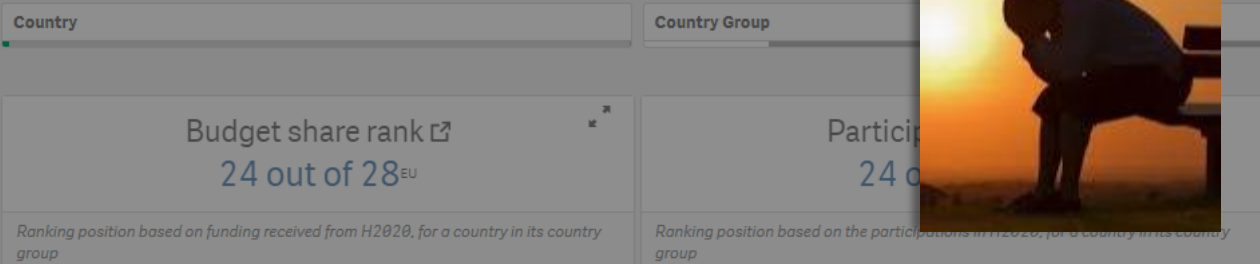 Country
Country Group
Budget share rank
24 out of 28EU
Ranking position based on funding received from H2020, for a country in its country
group
24
Ranking position based on the participations in H2020, for a country in its country
group